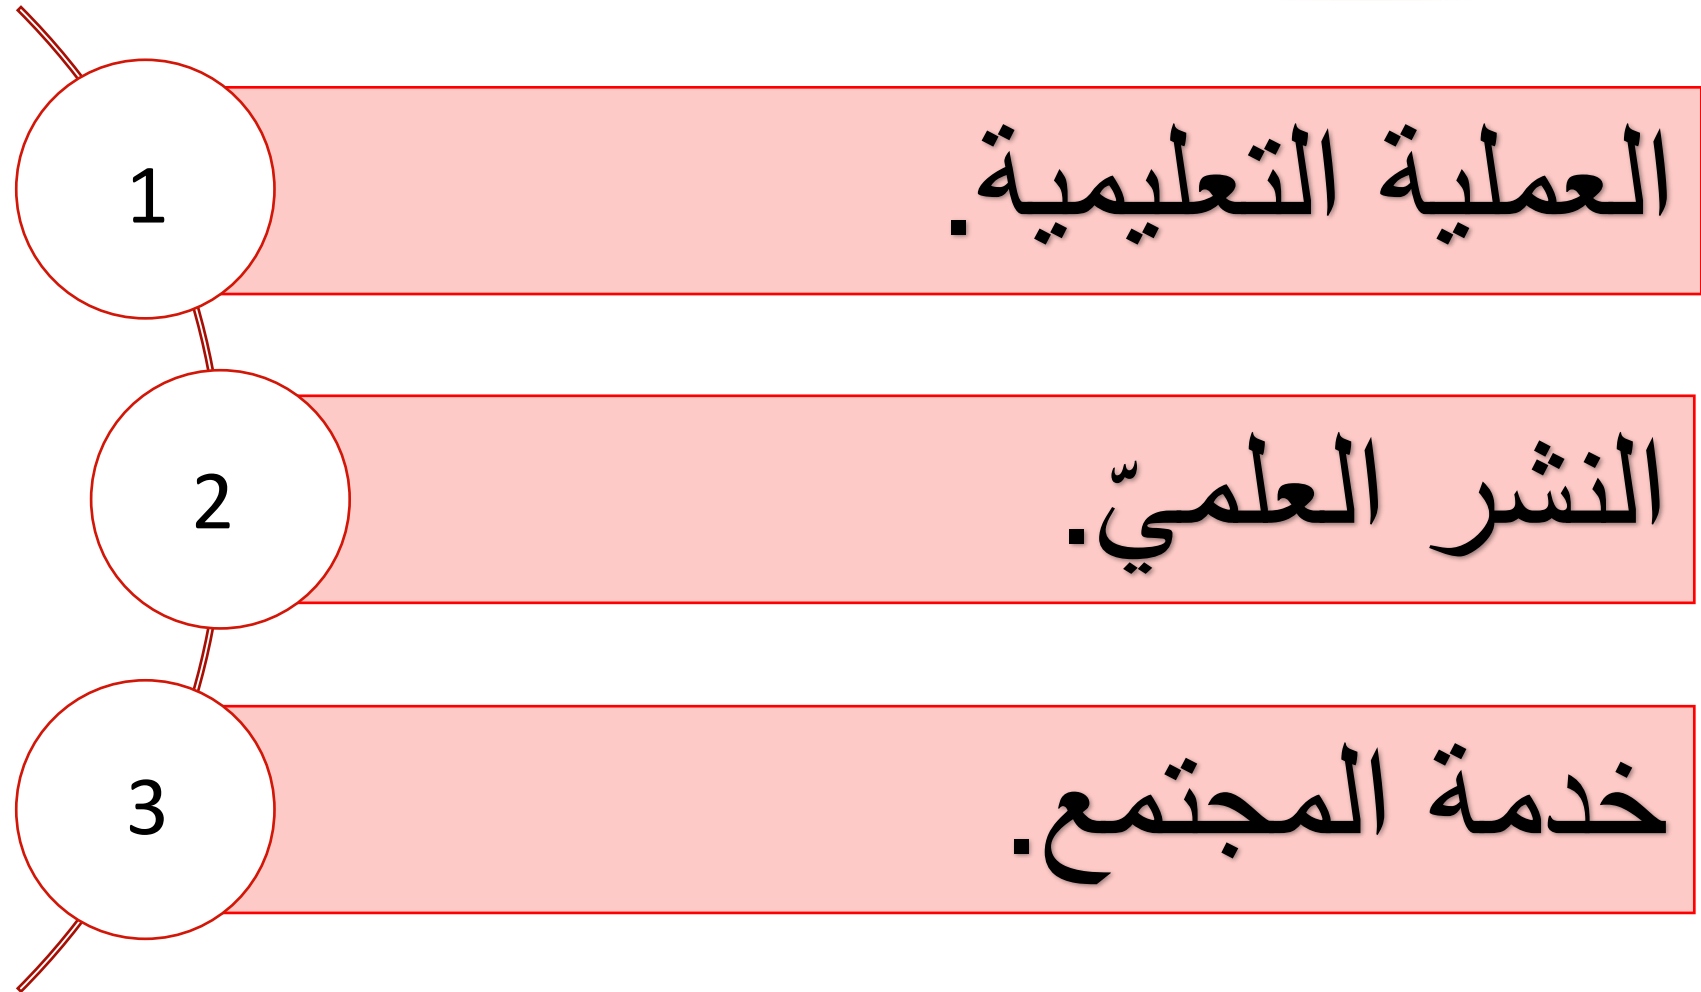 1
العملية التعليمية.
2
النشر العلميّ.
3
خدمة المجتمع.